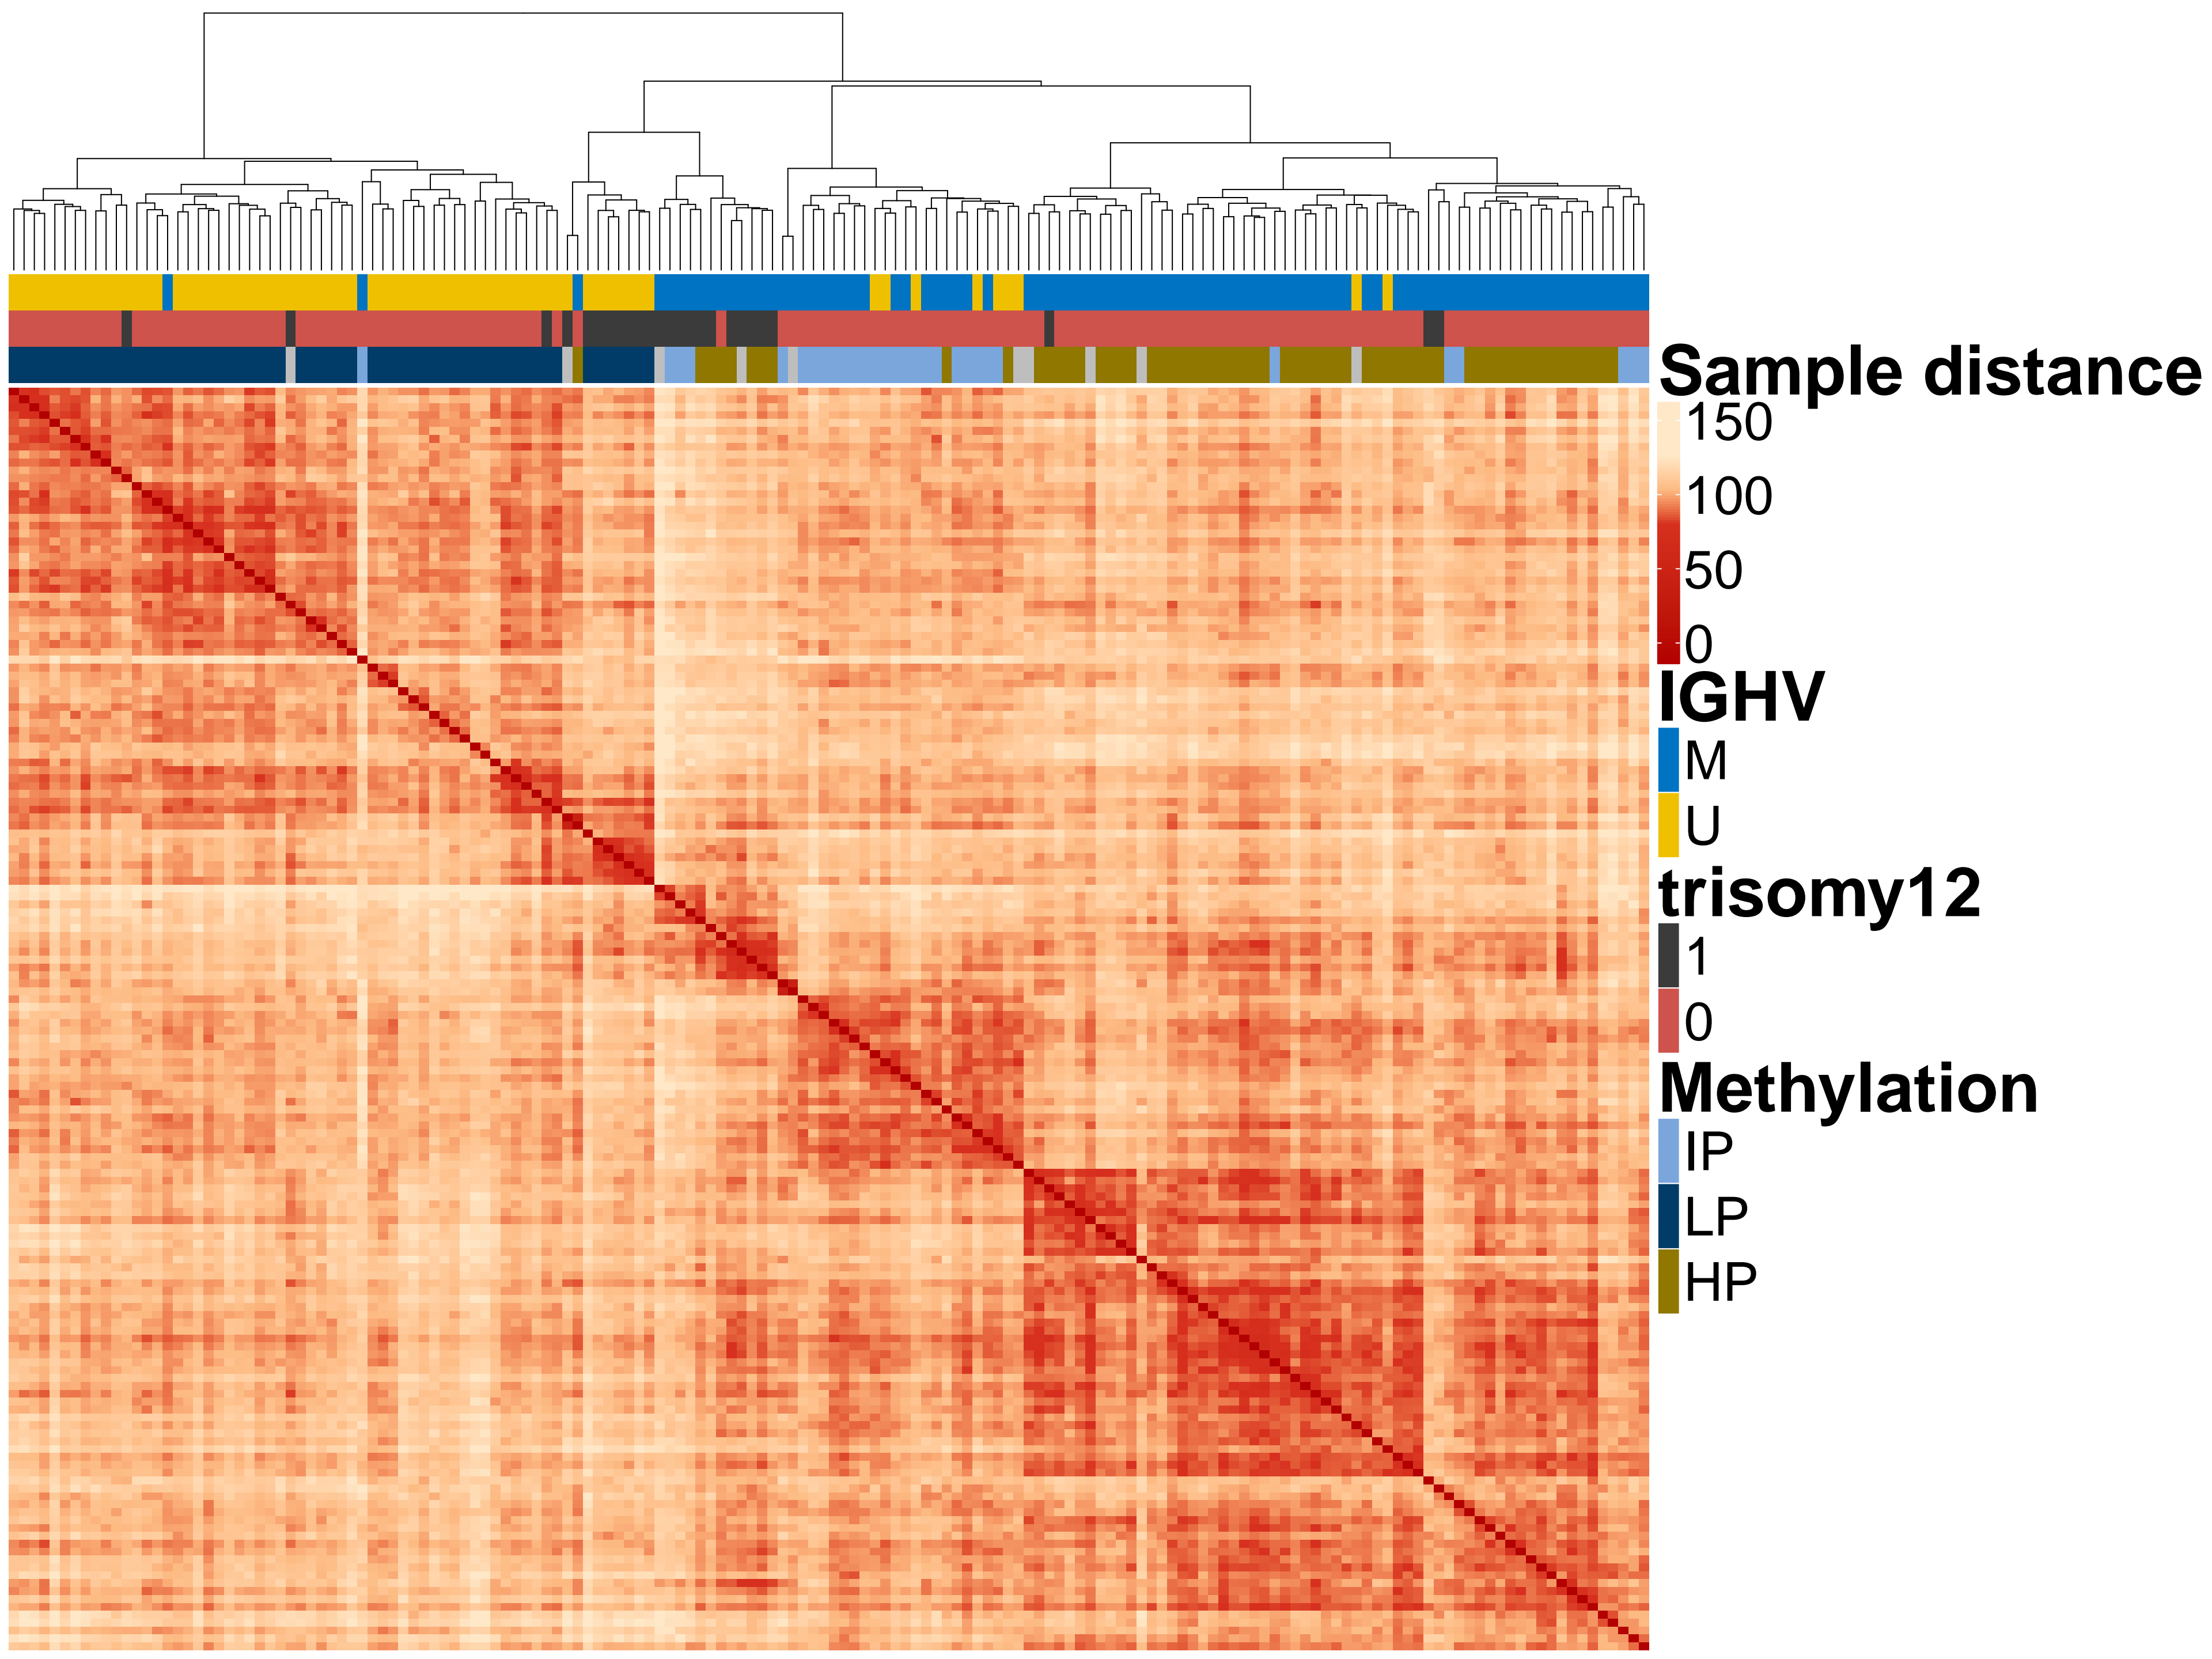 Sample distance
150
100
50
0
IGHV
M
U
trisomy12
1
0
Methylation
IP
LP
HP